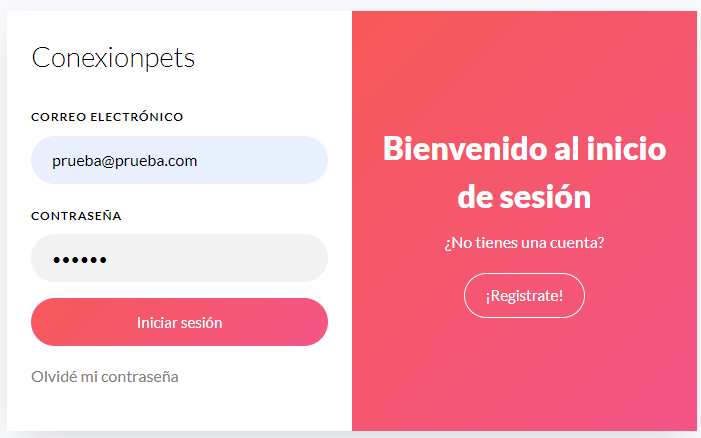 Conexionpets
CORREO ELECTRÓNICO
prueba@prueba.com
CONTRASEÑA
••••••
Iniciar sesión
Olvidé mi contraseña
Bienvenido al inicio
de sesión
¿No tienes una cuenta?
¡Registrate!